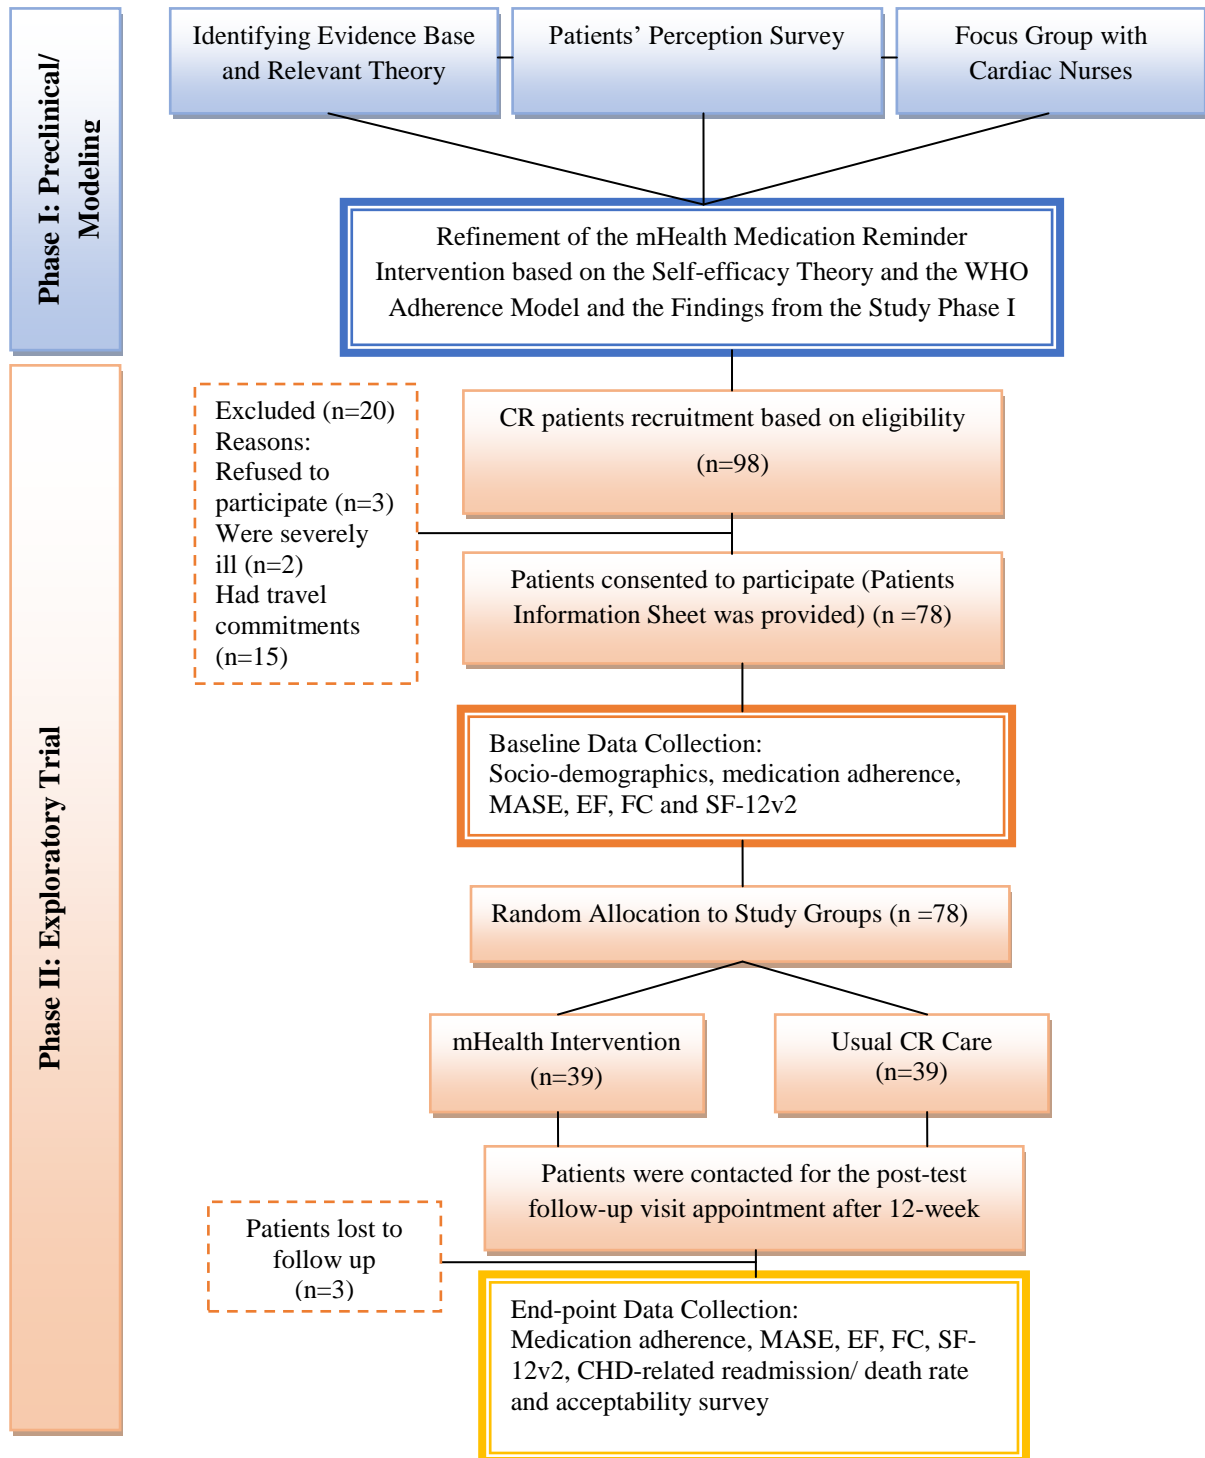 Phase I: Preclinical/
Modeling
Identifying Evidence Base
and Relevant Theory
Patients’ Perception Survey
Focus Group with
Cardiac Nurses
Refinement of the mHealth Medication Reminder
Intervention based on the Self-efficacy Theory and the WHO
Adherence Model and the Findings from the Study Phase I
Phase II: Exploratory Trial
Excluded (n=20)
Reasons:
Refused to
participate (n=3)
Were severely
ill (n=2)
Had travel
commitments
(n=15)
CR patients recruitment based on eligibility
(n=98)
Patients consented to participate (Patients
Information Sheet was provided) (n =78)
Baseline Data Collection:
Socio-demographics, medication adherence,
MASE, EF, FC and SF-12v2
Random Allocation to Study Groups (n =78)
mHealth Intervention
(n=39)
Usual CR Care
(n=39)
Patients were contacted for the post-test
follow-up visit appointment after 12-week
Patients lost to
follow up
(n=3)
End-point Data Collection:
Medication adherence, MASE, EF, FC, SF-
12v2, CHD-related readmission/ death rate
and acceptability survey